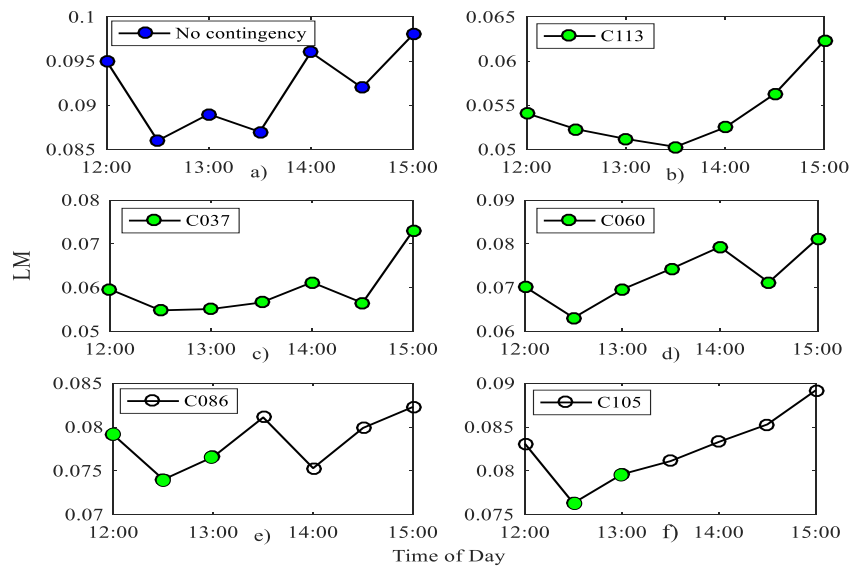 0.1
0.095
0.09
0.085
No contingency
12:00 13:00 14:00 15:00
a)
0.065
0.06
0.055
0.05
C113
12:00 13:00 14:00 15:00
b)
0.08
0.07
0.06
0.05
C037
12:00 13:00 14:00 15:00
c)
0.09
0.08
0.07
0.06
C060
12:00 13:00 14:00 15:00
d)
LM
0.085
0.08
0.075
0.07
C086
12:00 13:00 14:00 15:00
e)
0.09
0.085
0.08
0.075
C105
12:00 13:00 f) 14:00 15:00
Time of Day